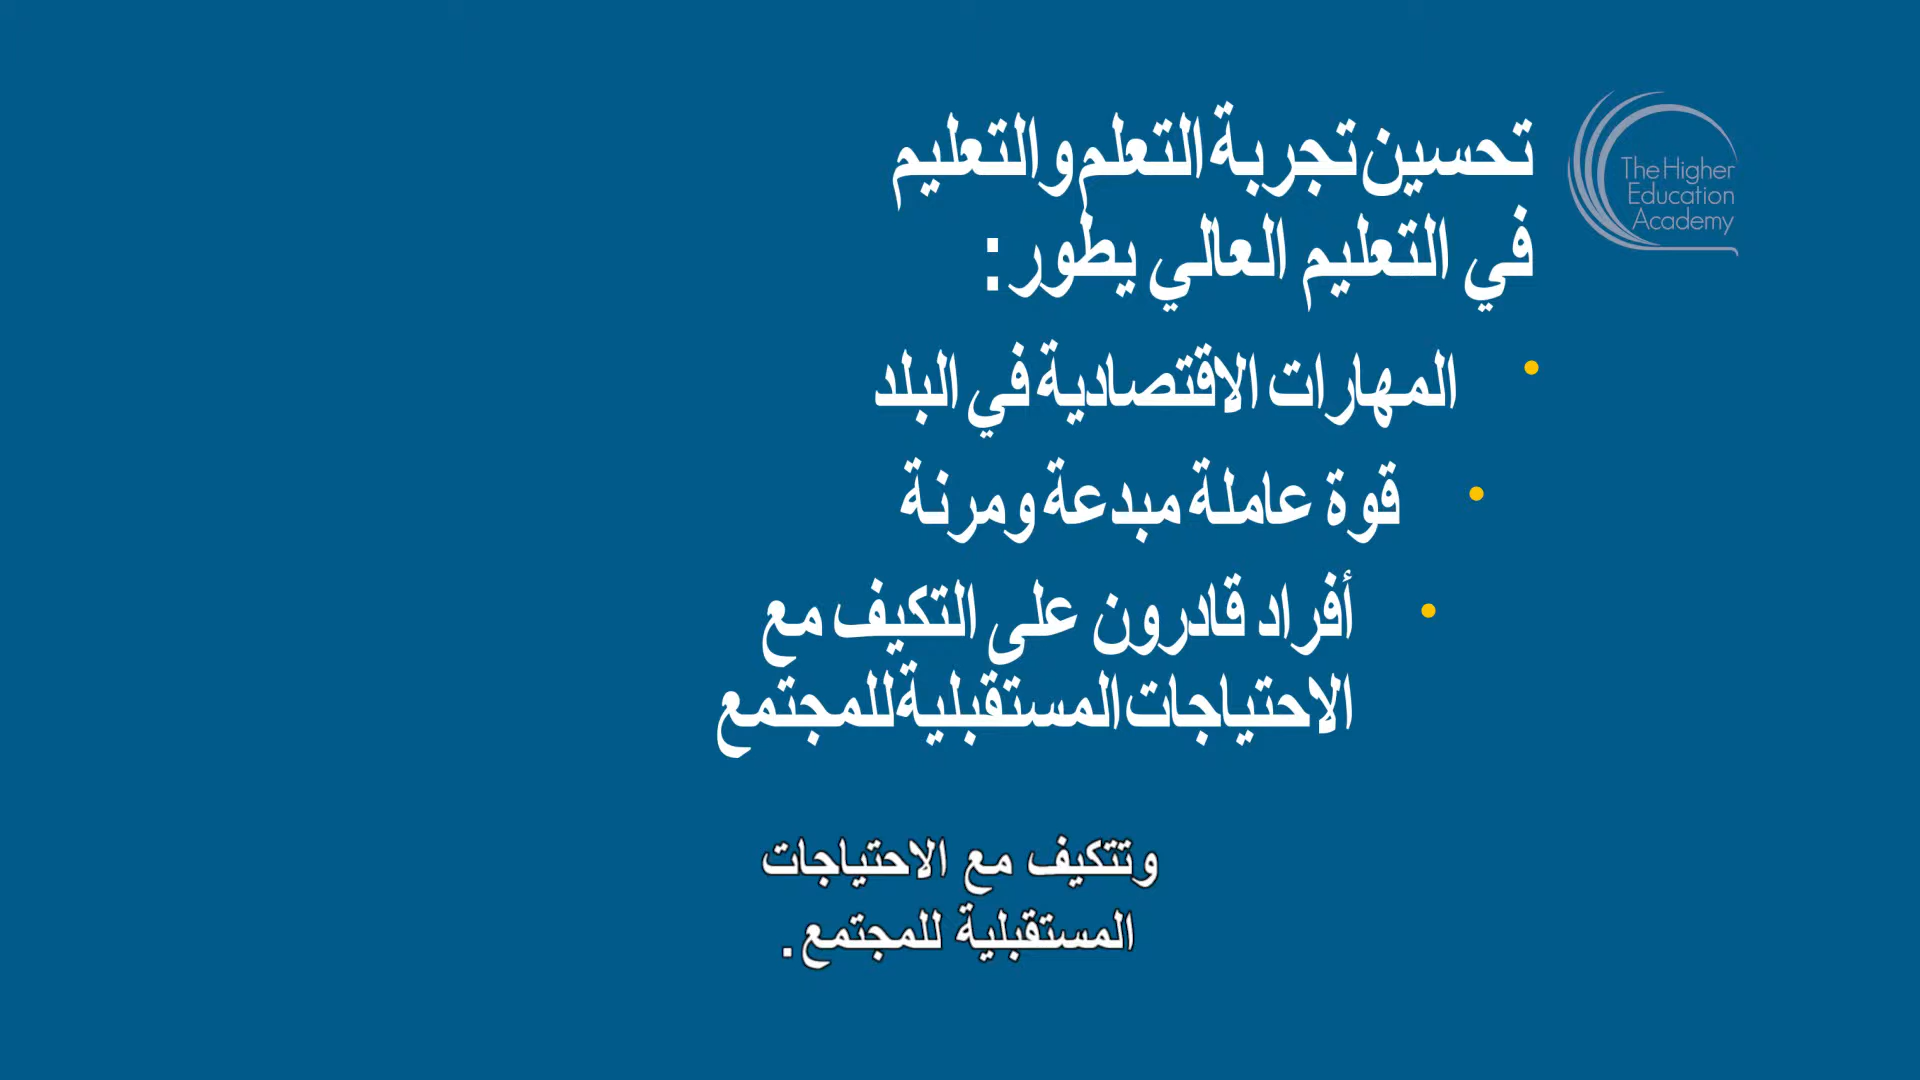 تحسين تجربة التعلم والتعليم
في التعليم العالي يطور:
• المهارات الاقتصادية في البلد
• قوة عاملة مبدعة ومرنة
• أفراد قادرون على التكيف مع
الاحتياجات المستقبلية للمجتمع
The Higher
Education
Academy
وتتكيف مع الاحتياجات
المستقبلية للمجتمع.